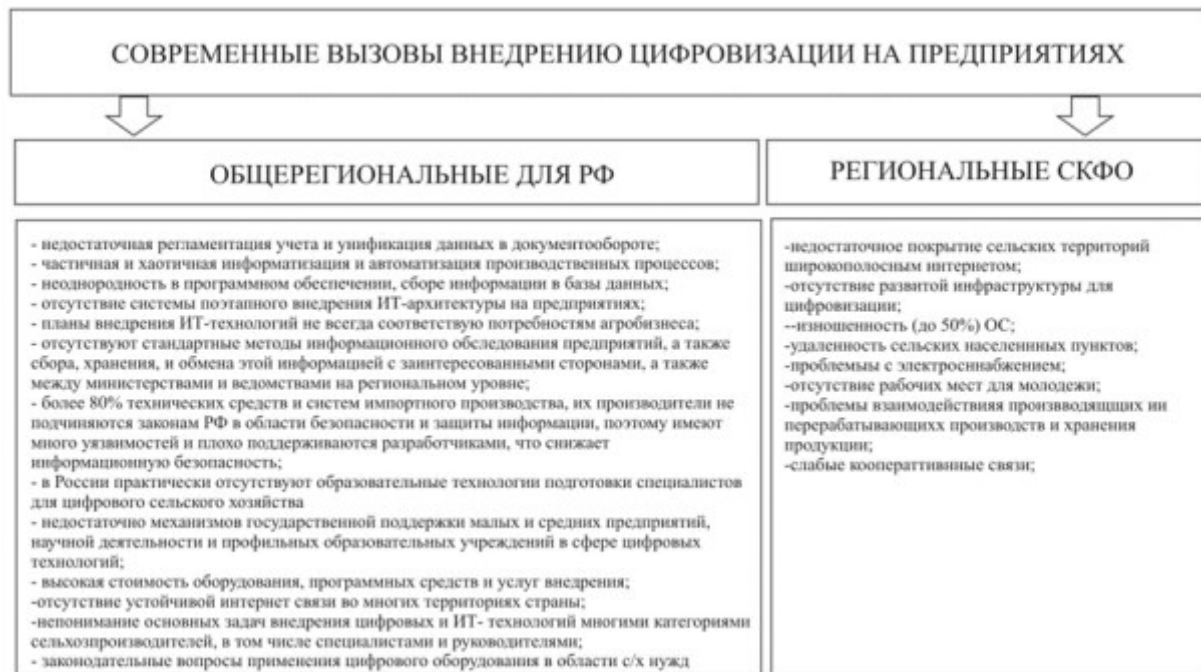 СОВРЕМЕННЫЕ ВЫЗОВЫ ВНЕДРЕНИЮ ЦИФРОВИЗАЦИИ НА ПРЕДПРИЯТИЯХ
ОБЩЕРЕГИОНАЛЬНЫЕ ДЛЯ РФ
- недостаточная регламентация учета и унификация данных в документообороте;
- частичная и хаотичная информатизация и автоматизация производственных процессов;
- неоднородность в программном обеспечении, сборе информации в базы данных;
- отсутствие системы поэтапного внедрения ИТ-архитектуры на предприятиях;
- планы внедрения ИТ-технологий не всегда соответствую потребностям агробизнеса;
- отсутствуют стандартные методы информационного обследования предприятий, а также
сбора, хранения, и обмена этой информацией с заинтересованными сторонами, а также
между министерствами и ведомствами на региональном уровне;
- более 80% технических средств и систем импортного производства, их производители не
подчиняются законам РФ в области безопасности и защиты информации, поэтому имеют
много уязвимостей и плохо поддерживаются разработчиками, что снижает
информационную безопасность;
- в России практически отсутствуют образовательные технологии подготовки специалистов
для цифрового сельского хозяйства
- недостаточно механизмов государственной поддержки малых и средних предприятий,
научной деятельности и профильных образовательных учреждений в сфере цифровых
технологий;
- высокая стоимость оборудования, программных средств и услуг внедрения;
-отсутствие устойчивой интернет связи во многих территориях страны;
-непонимание основных задач внедрения цифровых и ИТ- технологий многими категориями
сельхозпроизводителей, в том числе специалистами и руководителями;
- законодательные вопросы применения цифрового оборудования в области с/х нужд
РЕГИОНАЛЬНЫЕ СКФО
-недостаточное покрытие сельских территорий
широкополосным интернетом;
-отсутствие развитой инфраструктуры для
цифровизации;
--изношенность (до 50%) ОС;
-удаленность сельских населеннных пунктов;
-проблемыы с электросннабжением;
-отсутствие рабочих мест для молодежи;
-проблемы взаимодействияя произвводящщих ии
перерабатывающихх производств и хранения
продукции;
-слабые кооператтивнные связи;